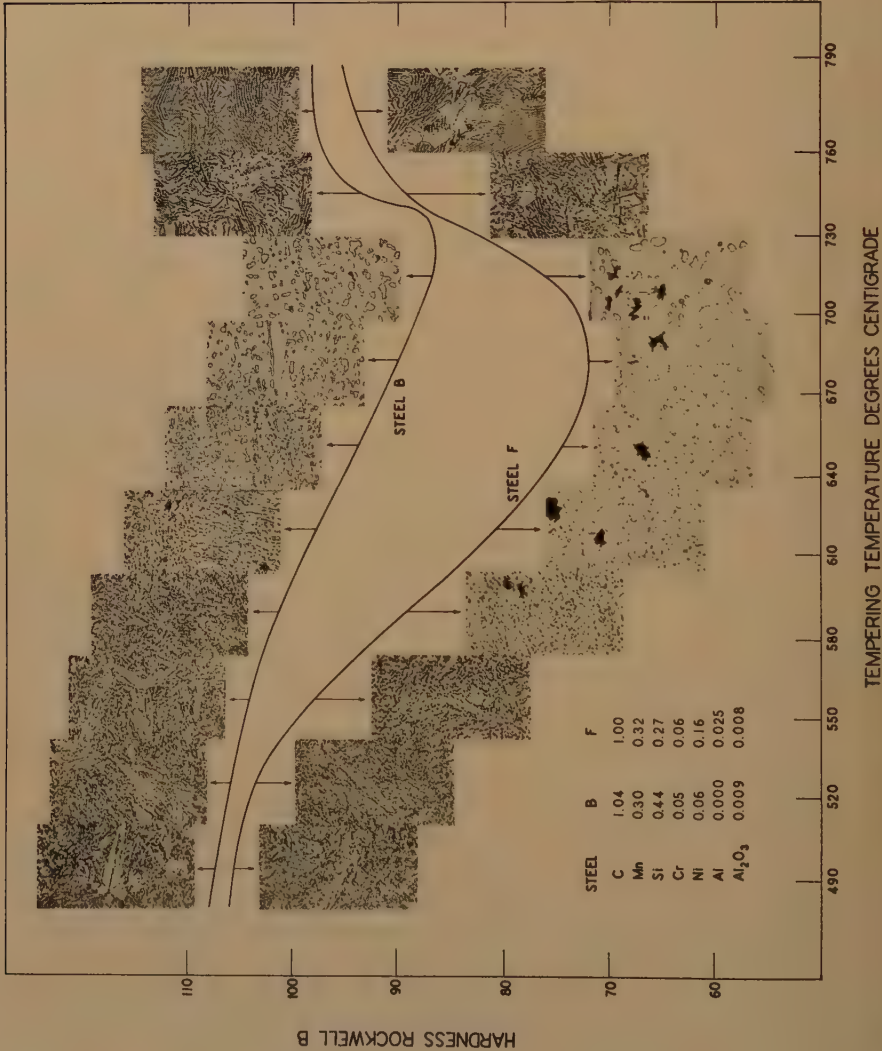 HARDNESS ROCKWELL B
110
100
90
80
70
60
STEEL B
STEEL F
STEEL B F
C 1.04 1.00
Mn 0.30 0.32
Si 0.44 0.27
Cr 0.05 0.06
Ni 0.06 0.16
Al 0.000 0.025
Al₂O₃ 0.009 0.008
490 520 550 580 610 640 670 700 730 760 790
TEMPERING TEMPERATURE DEGREES CENTIGRADE